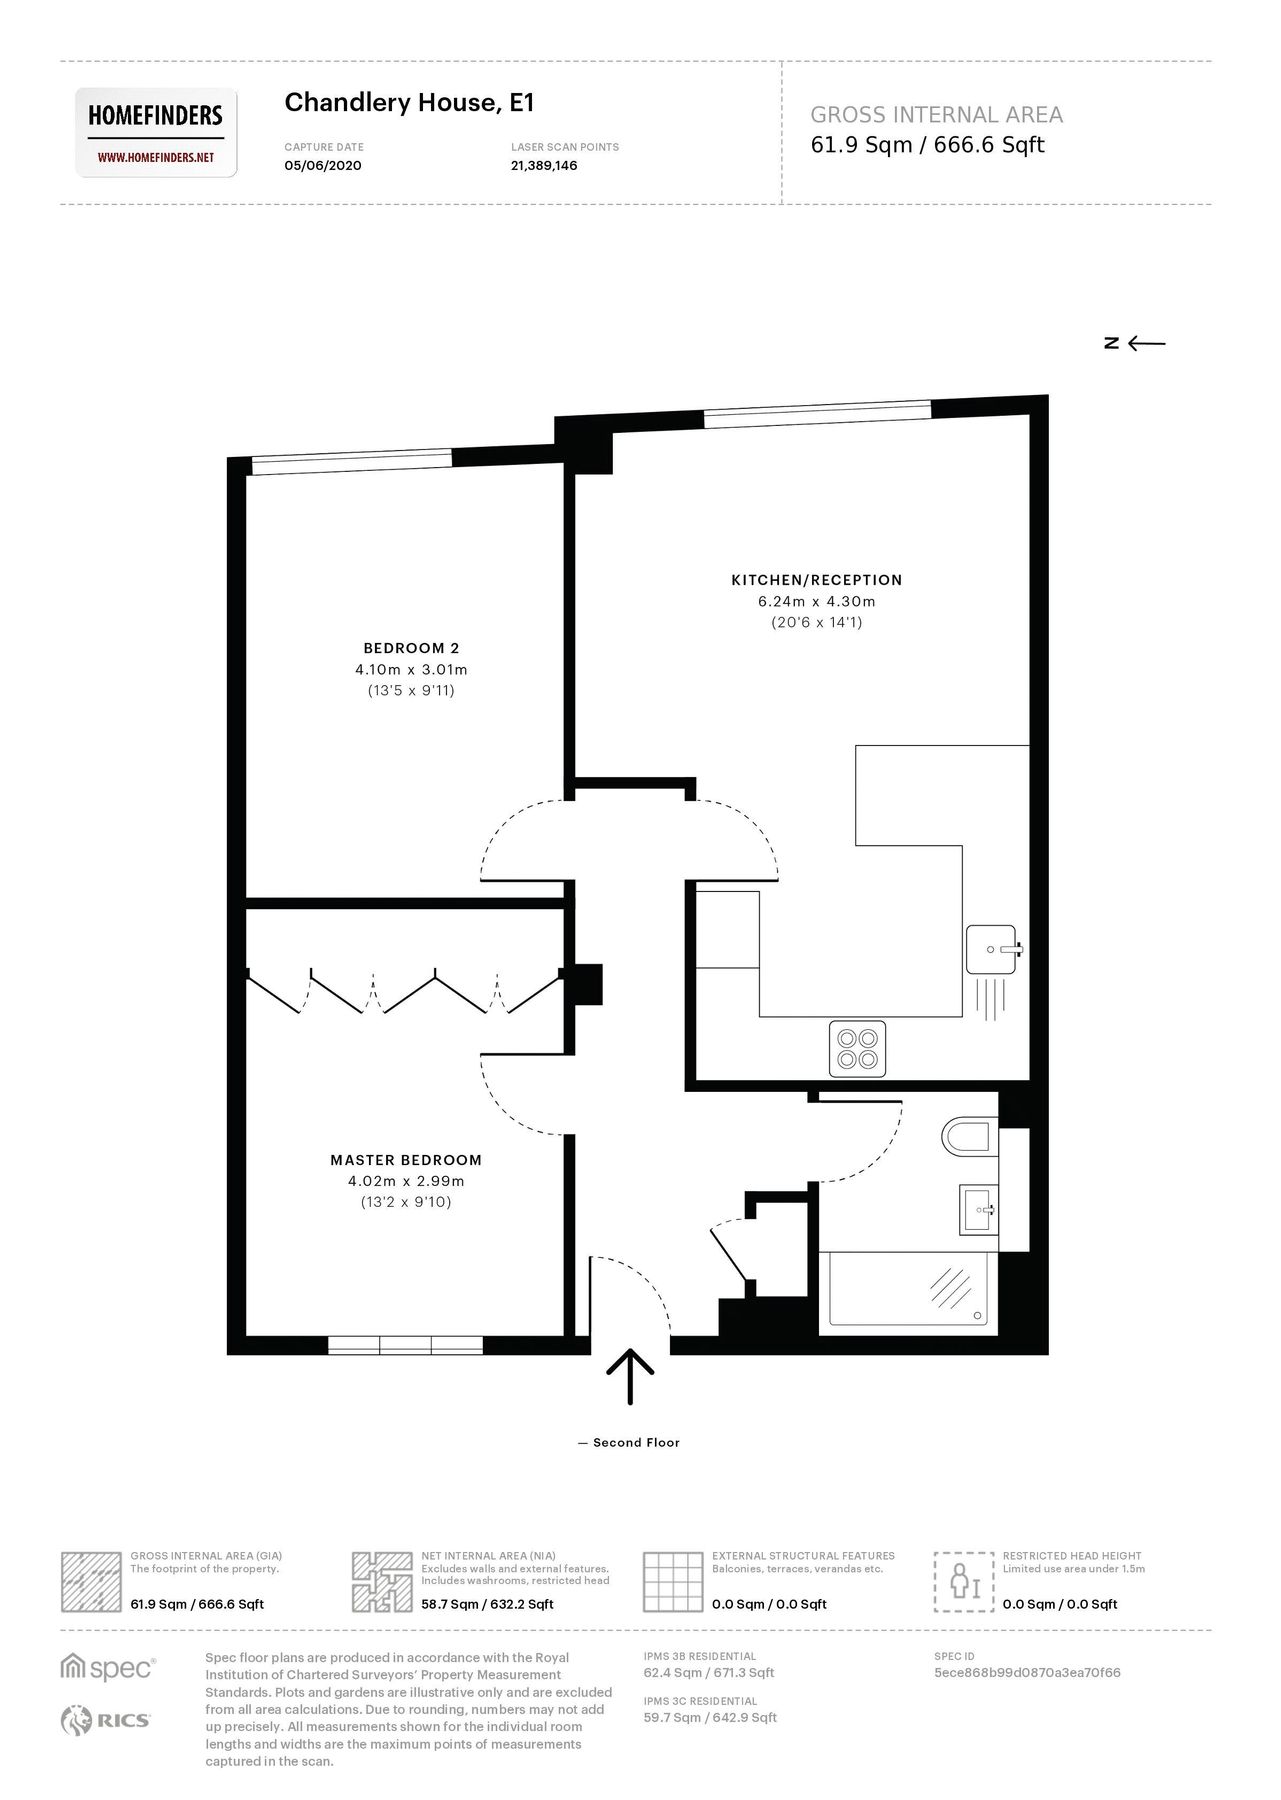 HOMEFINDERS
WWW.HOMEFINDERS.NET
Chandlery House, E1
CAPTURE DATE
05/06/2020
LASER SCAN POINTS
21,389,146
GROSS INTERNAL AREA
61.9 Sqm / 666.6 Sqft
N
KITCHEN/RECEPTION
6.24m x 4.30m
(20'6 x 14'1)
BEDROOM 2
4.10m x 3.01m
(13'5 x 9'11)
MASTER BEDROOM
4.02m x 2.99m
(13'2 x 9'10)
— Second Floor
GROSS INTERNAL AREA (GIA)
The footprint of the property.
61.9 Sqm / 666.6 Sqft
NET INTERNAL AREA (NIA)
Excludes walls and external features.
Includes washrooms, restricted head
58.7 Sqm / 632.2 Sqft
EXTERNAL STRUCTURAL FEATURES
Balconies, terraces, verandas etc.
0.0 Sqm / 0.0 Sqft
RESTRICTED HEAD HEIGHT
Limited use area under 1.5m
0.0 Sqm / 0.0 Sqft
spec®
RICS
Spec floor plans are produced in accordance with the Royal
Institution of Chartered Surveyors’ Property Measurement
Standards. Plots and gardens are illustrative only and are excluded
from all area calculations. Due to rounding, numbers may not add
up precisely. All measurements shown for the individual room
lengths and widths are the maximum points of measurements
captured in the scan.
IPMS 3B RESIDENTIAL
62.4 Sqm / 671.3 Sqft
IPMS 3C RESIDENTIAL
59.7 Sqm / 642.9 Sqft
SPEC ID
5ece868b99d0870a3ea70f66